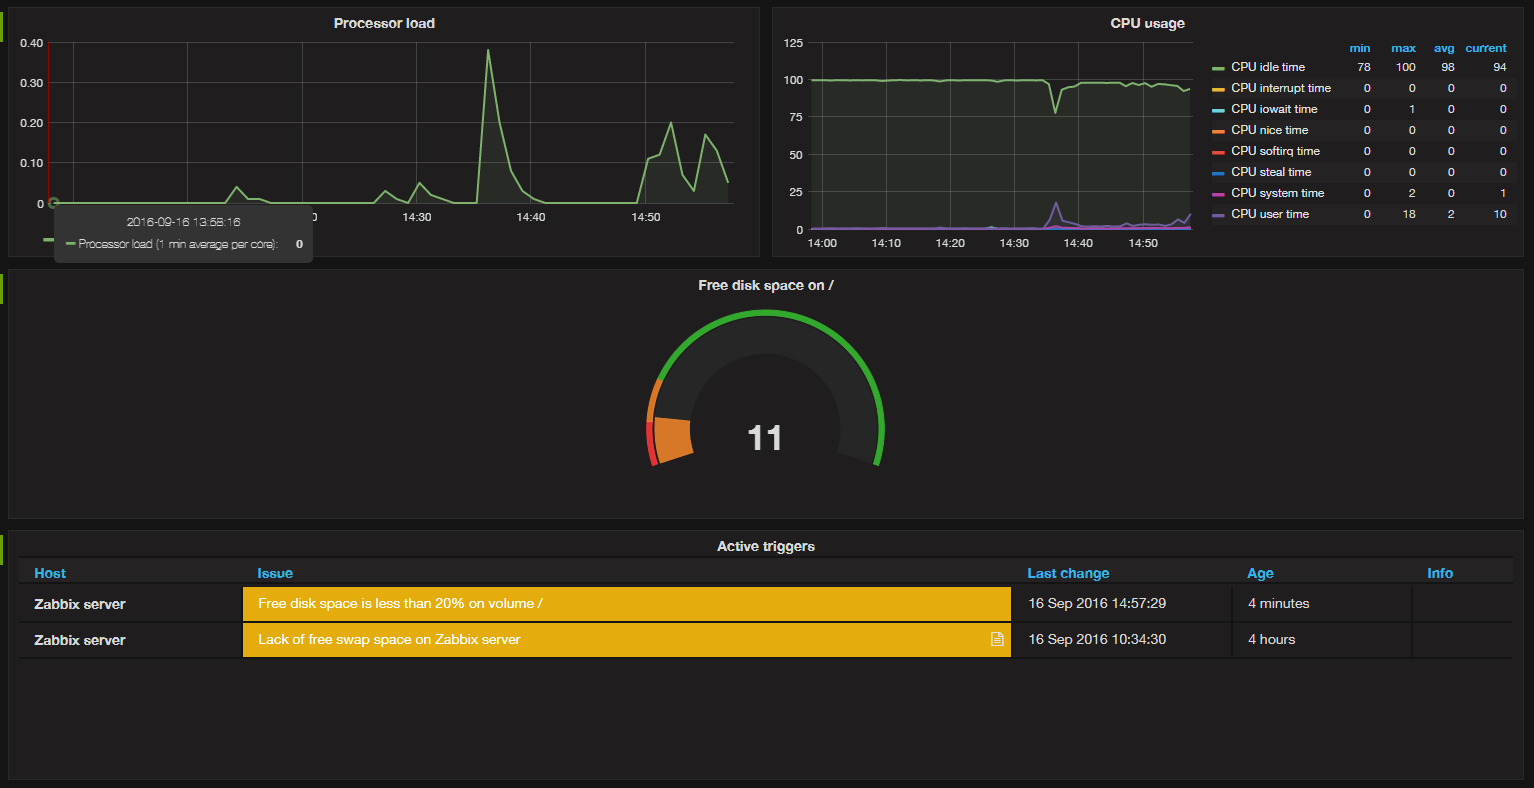 Processor load
0.40
0.30
0.20
0.10
0
14:30
14:40
14:50
2016-09-16 13:58:16
Processor load (1 min average per core): 0
CPU usage
125
100
75
50
25
0
14:00 14:10 14:20 14:30 14:40 14:50
min max avg current
CPU idle time 78 100 98 94
CPU interrupt time 0 0 0 0
CPU iowait time 0 1 0 0
CPU nice time 0 0 0 0
CPU softirq time 0 0 0 0
CPU steal time 0 0 0 0
CPU system time 0 2 0 1
CPU user time 0 18 2 10
Free disk space on /
11
Active triggers
Host Issue Last change Age Info
Zabbix server Free disk space is less than 20% on volume / 16 Sep 2016 14:57:29 4 minutes
Zabbix server Lack of free swap space on Zabbix server 16 Sep 2016 10:34:30 4 hours